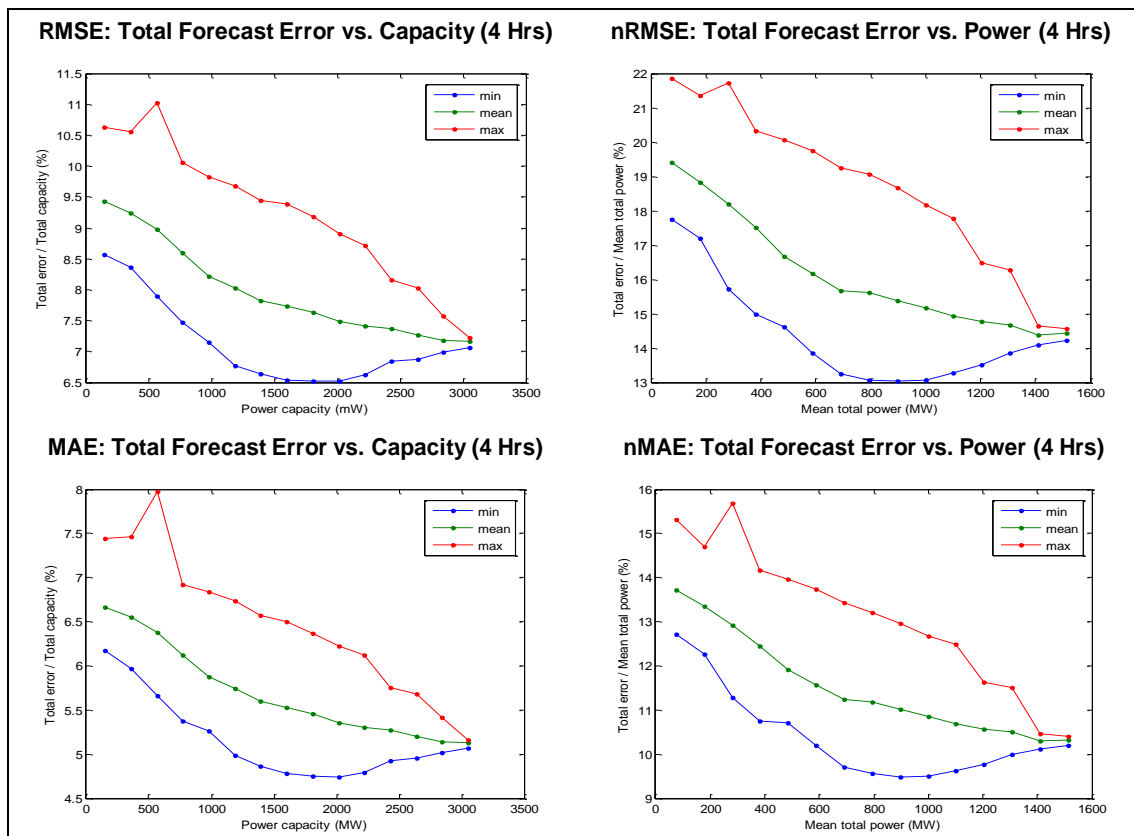 RMSE: Total Forecast Error vs. Capacity (4 Hrs)
11.5
11
10.5
10
9.5
9
8.5
8
7.5
7
6.5
0 500 1000 1500 2000 2500 3000 3500
Total error / Total capacity (%)
Power capacity (mW)
min
mean
max
nRMSE: Total Forecast Error vs. Power (4 Hrs)
22
21
20
19
18
17
16
15
14
13
0 200 400 600 800 1000 1200 1400 1600
Total error / Mean total power (%)
Mean total power (MW)
min
mean
max
MAE: Total Forecast Error vs. Capacity (4 Hrs)
8
7.5
7
6.5
6
5.5
5
4.5
0 500 1000 1500 2000 2500 3000 3500
Total error / Total capacity (%)
Power capacity (MW)
min
mean
max
nMAE: Total Forecast Error vs. Power (4 Hrs)
16
15
14
13
12
11
10
9
0 200 400 600 800 1000 1200 1400 1600
Total error / Mean total power (%)
Mean total power (MW)
min
mean
max